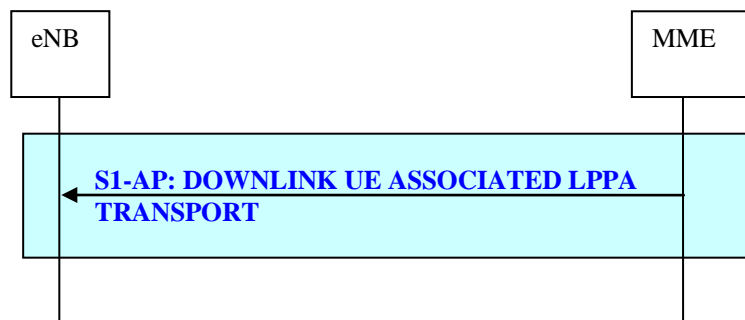 eNB
MME
S1-AP: DOWNLINK UE ASSOCIATED LPPA
TRANSPORT